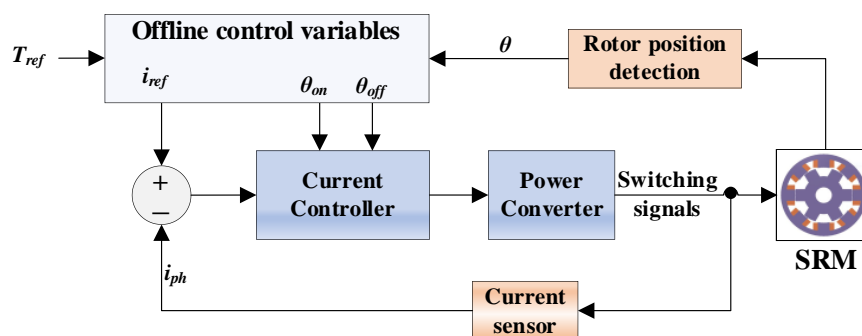 Offline control variables
T_ref
i_ref
θ_on
θ_off
θ
Rotor position
detection
+
−
Current
Controller
Power
Converter
Switching
signals
SRM
i_ph
Current
sensor